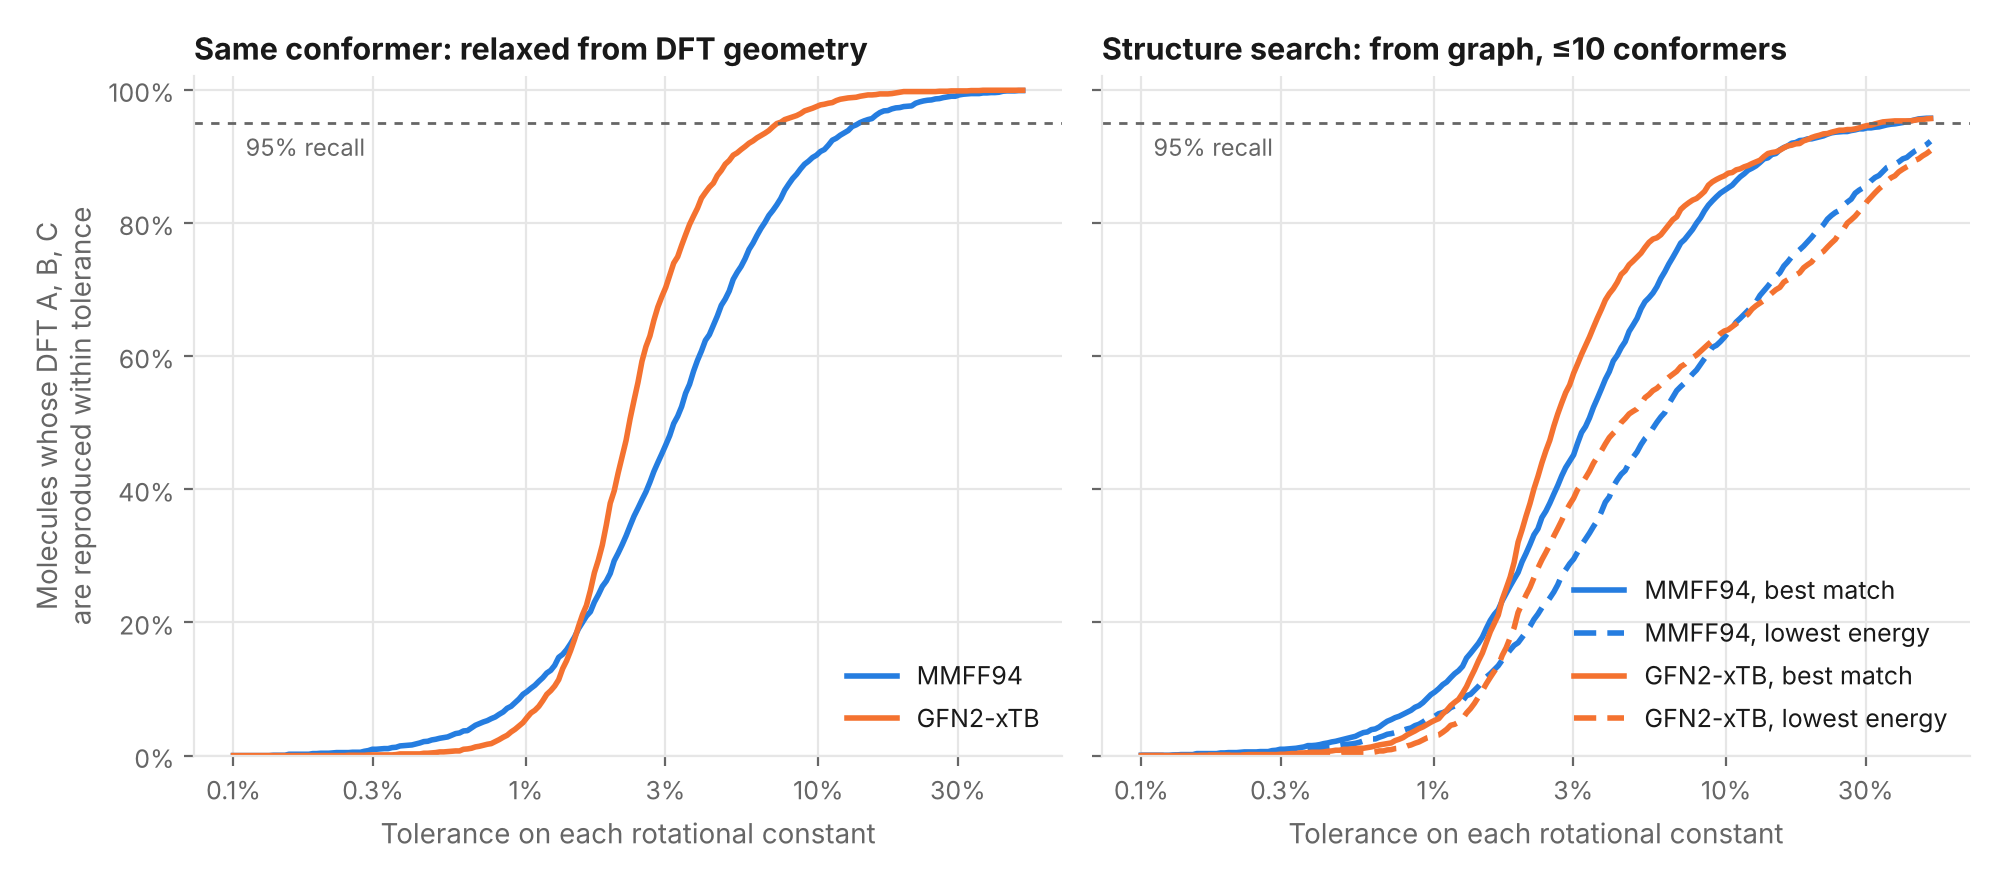 Same conformer: relaxed from DFT geometry
Molecules whose DFT A, B, C
are reproduced within tolerance
100%
80%
60%
40%
20%
0%
95% recall
MMFF94
GFN2-xTB
0.1%
0.3%
1%
3%
10%
30%
Tolerance on each rotational constant
Structure search: from graph, ≤10 conformers
95% recall
MMFF94, best match
MMFF94, lowest energy
GFN2-xTB, best match
GFN2-xTB, lowest energy
0.1%
0.3%
1%
3%
10%
30%
Tolerance on each rotational constant